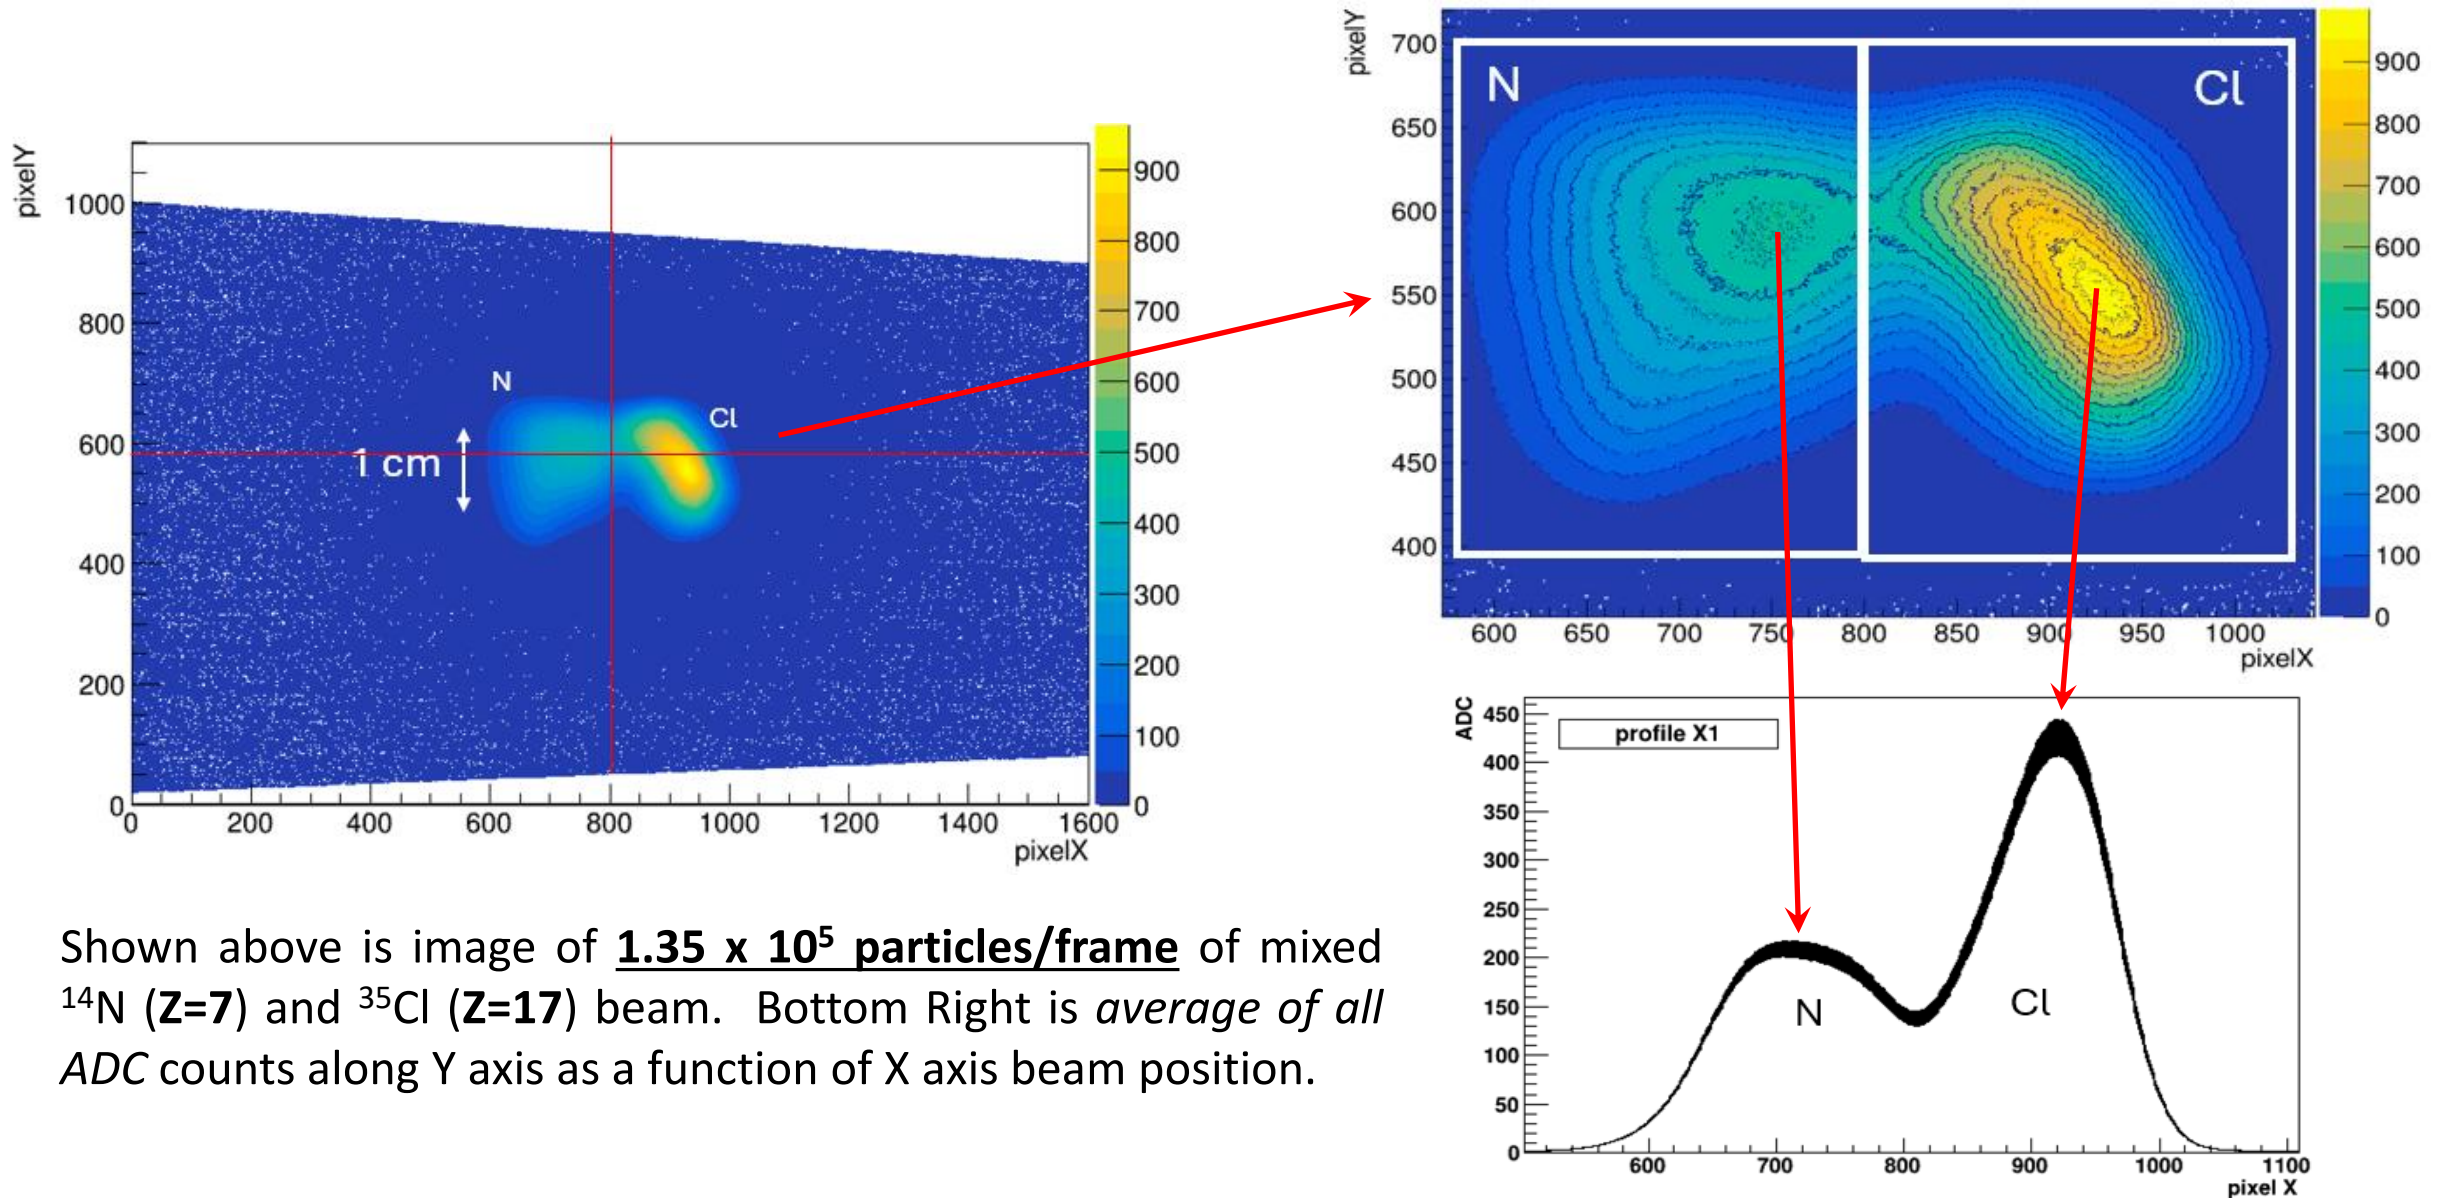 pixelY
1000
800
600
400
200
0
0 200 400 600 800 1000 1200 1400 1600
pixelX
N
Cl
1 cm
900
800
700
600
500
400
300
200
100
0
pixelY
700
650
600
550
500
450
400
600 650 700 750 800 850 900 950 1000
pixelX
N
Cl
900
800
700
600
500
400
300
200
100
0
ADC
450
400
350
300
250
200
150
100
50
0
profile X1
N
Cl
600 700 800 900 1000 1100
pixel X
Shown above is image of 1.35 x 10⁵ particles/frame of mixed
¹⁴N (Z=7) and ³⁵Cl (Z=17) beam. Bottom Right is average of all
ADC counts along Y axis as a function of X axis beam position.